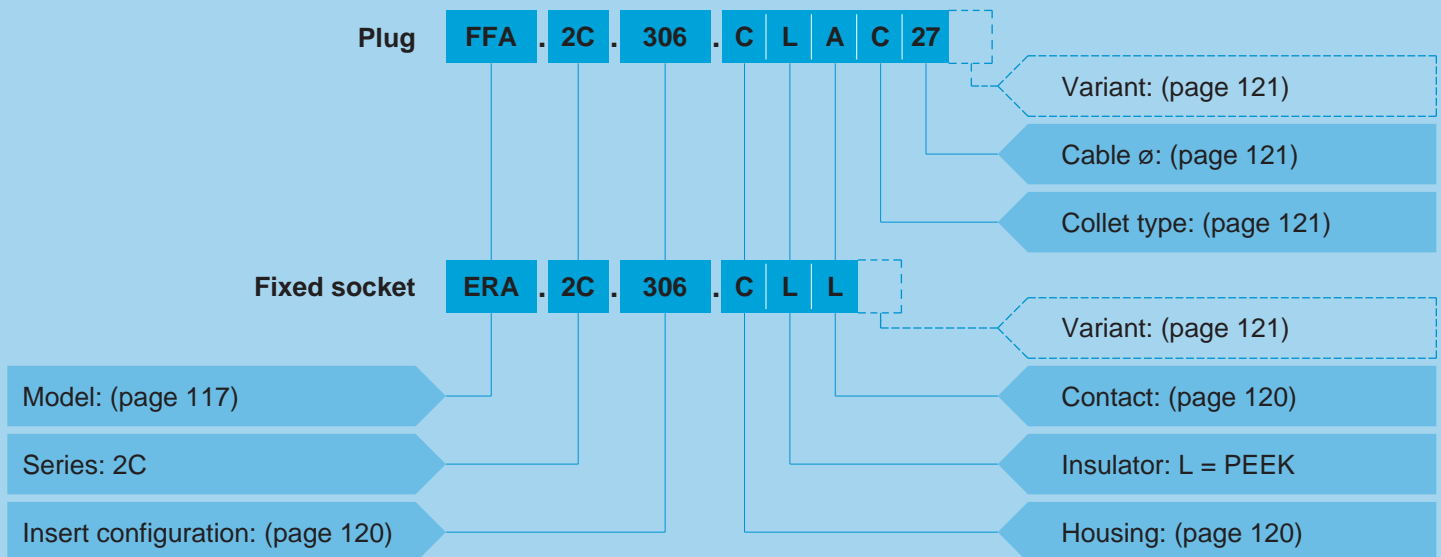 Plug FFA . 2C . 306 . C L A C 27
Variant: (page 121)
Cable ø: (page 121)
Collet type: (page 121)
Fixed socket ERA . 2C . 306 . C L L
Variant: (page 121)
Model: (page 117)
Contact: (page 120)
Series: 2C
Insulator: L = PEEK
Insert configuration: (page 120)
Housing: (page 120)